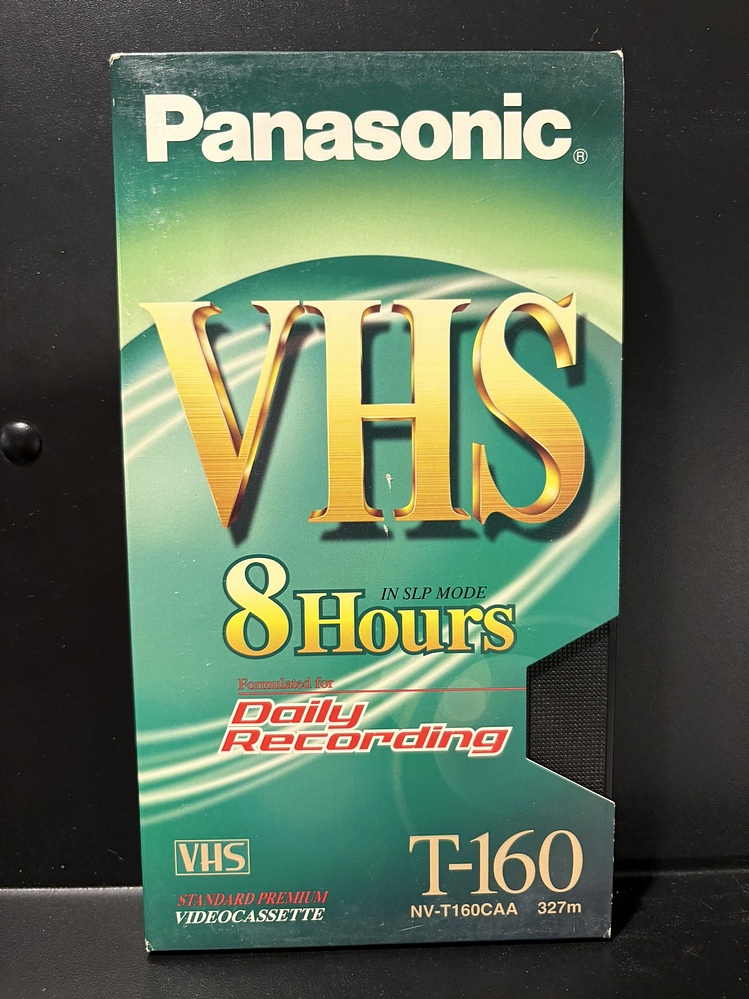 Panasonic®
VHS
8 Hours IN SLP MODE
Formulated for
Daily
Recording
VHS
T-160
STANDARD PREMIUM
VIDEOCASSETTE
NV-T160CAA 327m